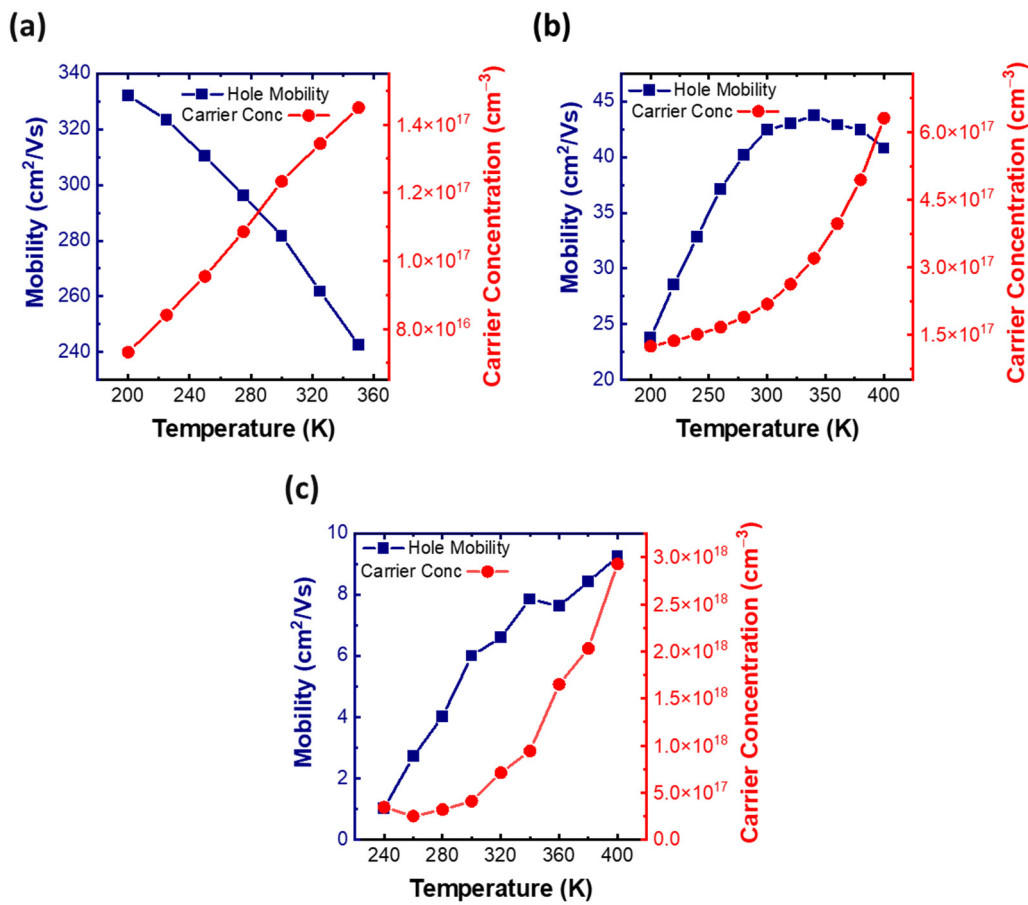 (a)
Hole Mobility
Carrier Conc
340
320
300
280
260
240
Mobility (cm²/Vs)
1.4×10¹⁷
1.2×10¹⁷
1.0×10¹⁷
8.0×10¹⁶
Carrier Concentration (cm⁻³)
200 240 280 320 360
Temperature (K)
(b)
Hole Mobility
Carrier Conc
45
40
35
30
25
20
Mobility (cm²/Vs)
6.0×10¹⁷
4.5×10¹⁷
3.0×10¹⁷
1.5×10¹⁷
Carrier Concentration (cm⁻³)
200 250 300 350 400
Temperature (K)
(c)
Hole Mobility
Carrier Conc
10
8
6
4
2
0
Mobility (cm²/Vs)
3.0×10¹⁸
2.5×10¹⁸
2.0×10¹⁸
1.5×10¹⁸
1.0×10¹⁸
5.0×10¹⁷
0.0
Carrier Concentration (cm⁻³)
240 280 320 360 400
Temperature (K)